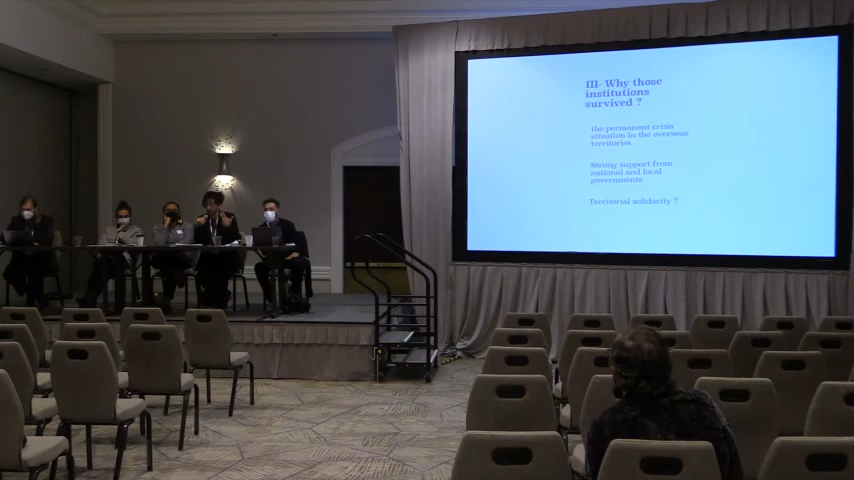 III- Why those
institutions
survived ?
the permanent crisis
situation in the overseas
territories
Strong support from
national and local
governments
- Terrirncial solidarity ?